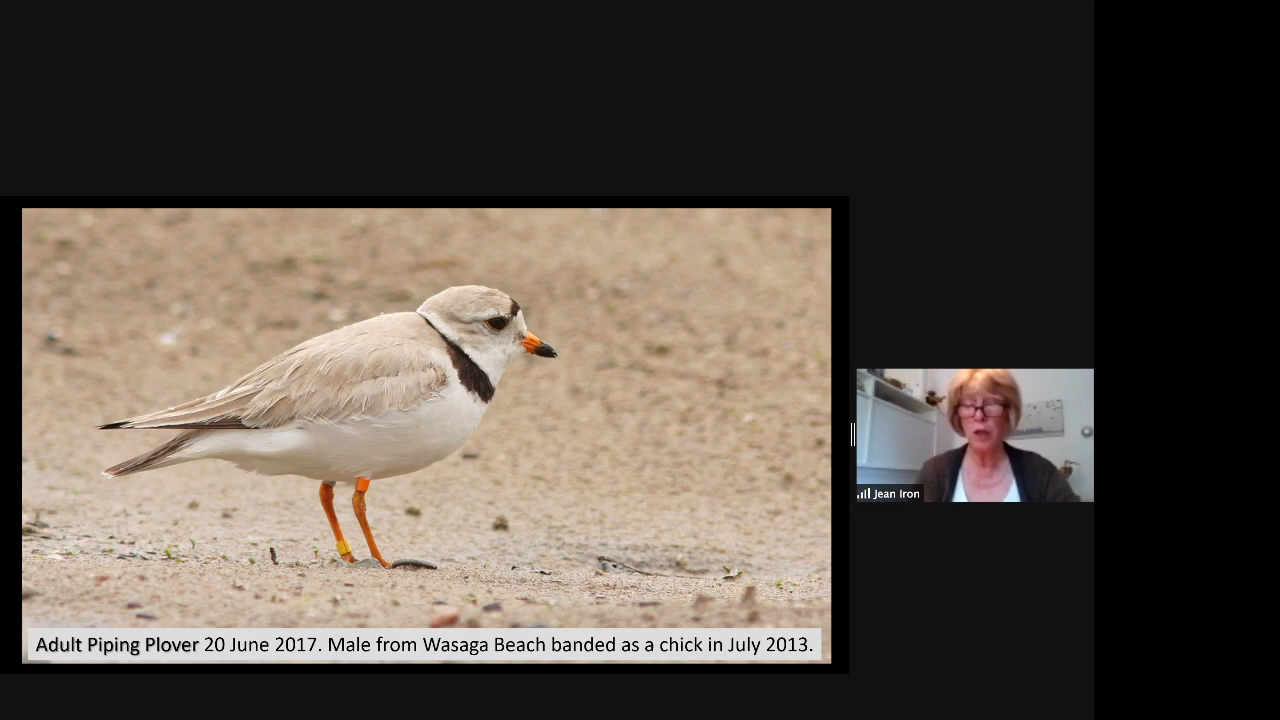 Adult Piping Plover 20 June 2017. Male from Wasaga Beach banded as a chick in July 2013.
Jean Iron